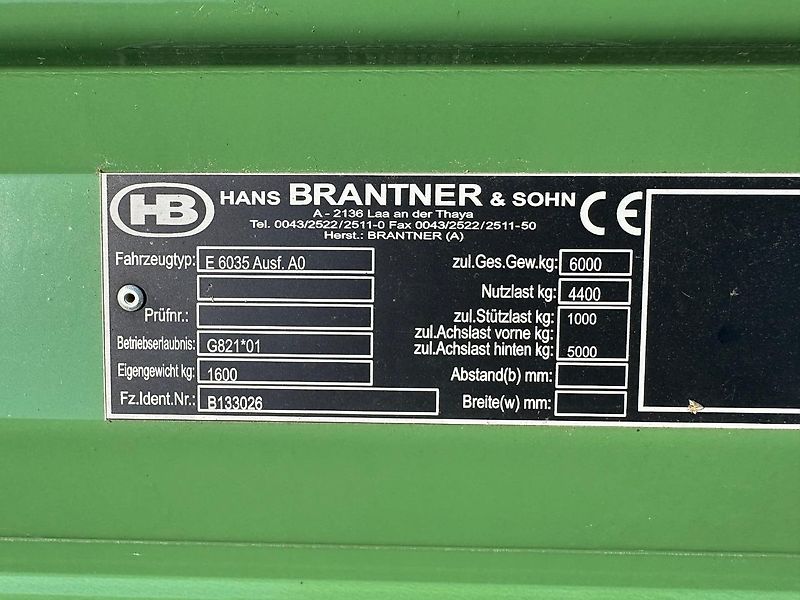 HB HANS BRANTNER & SOHN CE
A - 2136 Laa an der Thaya
Tel. 0043/2522/2511-0 Fax 0043/2522/2511-50
Herst.: BRANTNER (A)
Fahrzeugtyp: E 6035 Ausf. A0
Prüfnr.:
Betriebserlaubnis: G821*01
Eigengewicht kg: 1600
Fz.Ident.Nr.: B133026
zul.Ges.Gew.kg: 6000
Nutzlast kg: 4400
zul.Stützlast kg: 1000
zul.Achslast vorne kg:
zul.Achslast hinten kg: 5000
Abstand(b) mm:
Breite(w) mm: